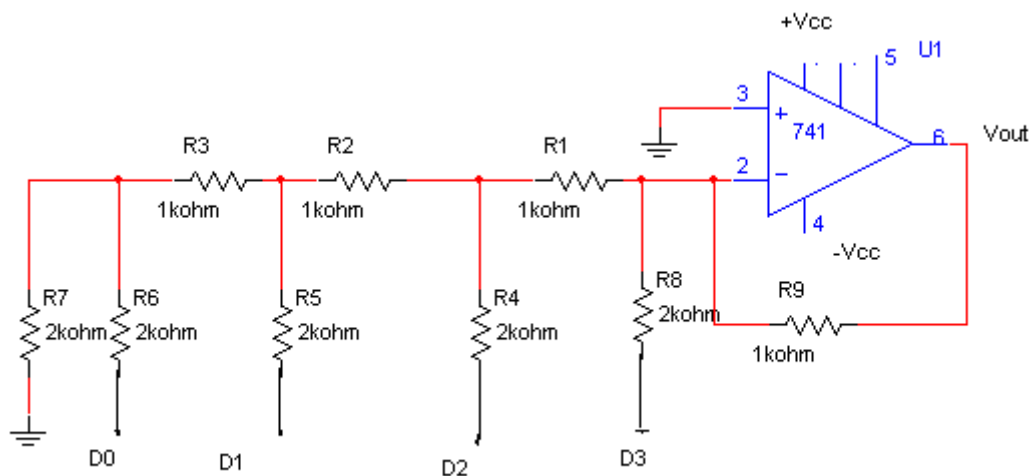 +Vcc
5 U1
3
+
741
6 Vout
R3 R2 R1
2
−
1kohm 1kohm 1kohm
4
-Vcc
R7 R6 R5 R4 R8 R9
2kohm 2kohm 2kohm 2kohm 2kohm
1kohm
D0 D1 D2 D3